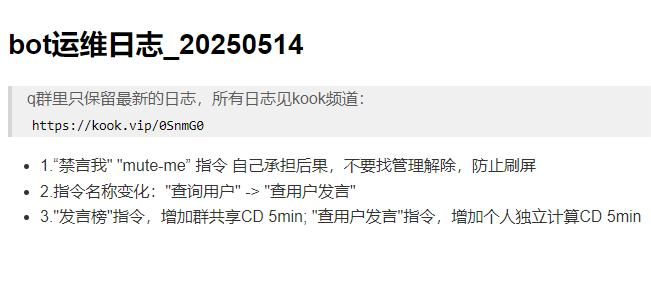 bot运维日志_20250514
q群里只保留最新的日志，所有日志见kook频道：
https://kook.vip/0SnmG0
1.“禁言我" "mute-me” 指令 自己承担后果，不要找管理解除，防止刷屏
2.指令名称变化："查询用户" -> "查用户发言"
3."发言榜"指令，增加群共享CD 5min; "查用户发言"指令，增加个人独立计算CD 5min